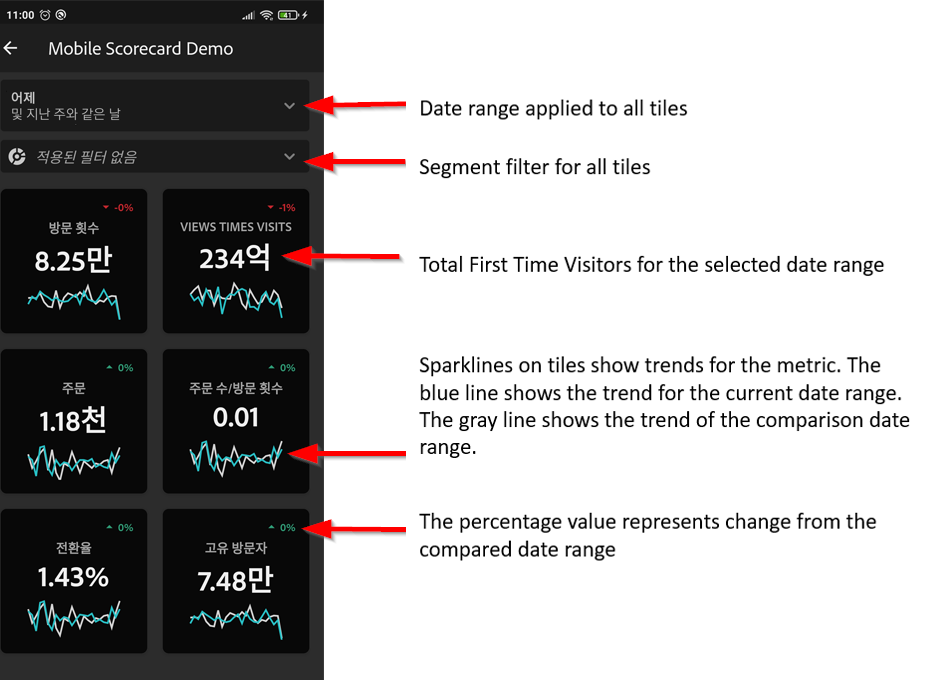 11:00
41
Mobile Scorecard Demo
어제
및 지난 주와 같은 날
Date range applied to all tiles
적용된 필터 없음
Segment filter for all tiles
-0%
방문 횟수
8.25만
-1%
VIEWS TIMES VISITS
234억
Total First Time Visitors for the selected date range
0%
주문
1.18천
0%
주문 수/방문 횟수
0.01
Sparklines on tiles show trends for the metric. The
blue line shows the trend for the current date range.
The gray line shows the trend of the comparison date
range.
0%
전환율
1.43%
0%
고유 방문자
7.48만
The percentage value represents change from the
compared date range